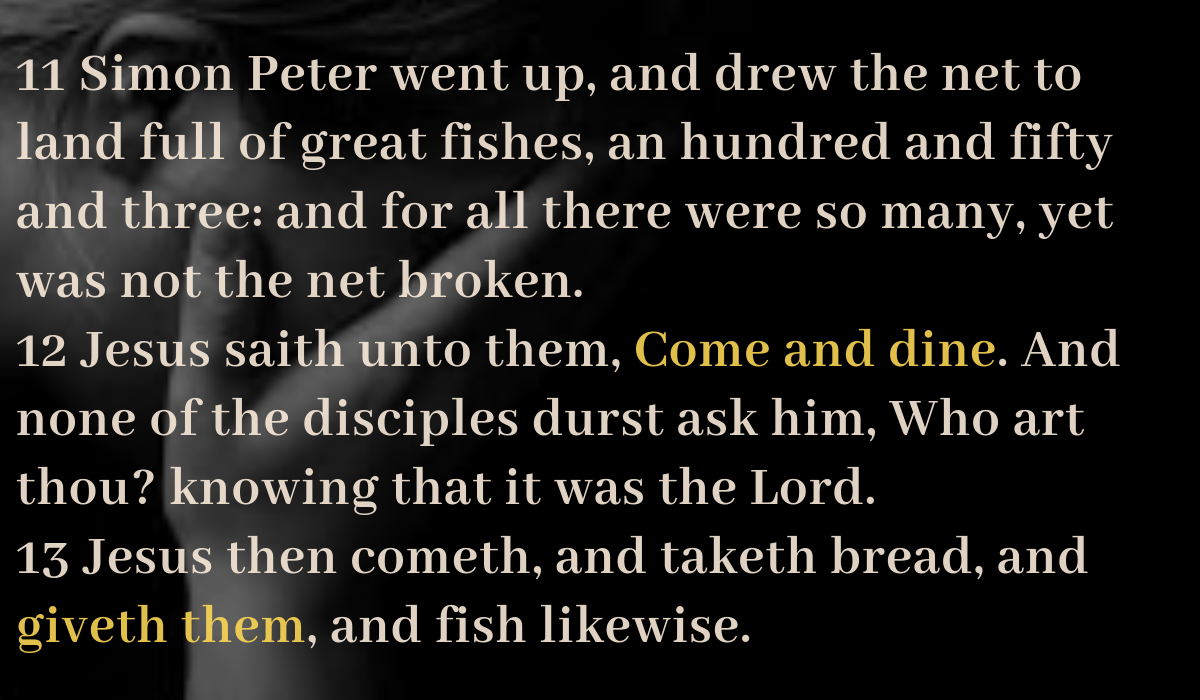 11 Simon Peter went up, and drew the net to
land full of great fishes, an hundred and fifty
and three: and for all there were so many, yet
was not the net broken.
12 Jesus saith unto them, Come and dine. And
none of the disciples durst ask him, Who art
thou? knowing that it was the Lord.
13 Jesus then cometh, and taketh bread, and
giveth them, and fish likewise.